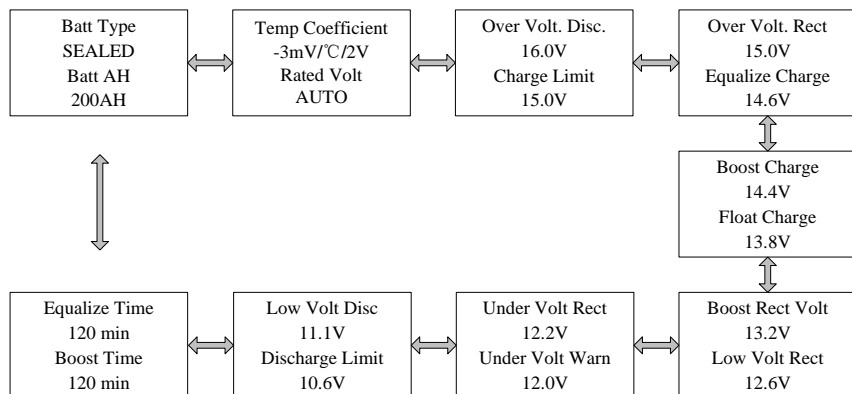 Batt Type
SEALED
Batt AH
200AH
Temp Coefficient
-3mV/℃/2V
Rated Volt
AUTO
Over Volt. Disc.
16.0V
Charge Limit
15.0V
Over Volt. Rect
15.0V
Equalize Charge
14.6V
Boost Charge
14.4V
Float Charge
13.8V
Boost Rect Volt
13.2V
Low Volt Rect
12.6V
Under Volt Rect
12.2V
Under Volt Warn
12.0V
Low Volt Disc
11.1V
Discharge Limit
10.6V
Equalize Time
120 min
Boost Time
120 min